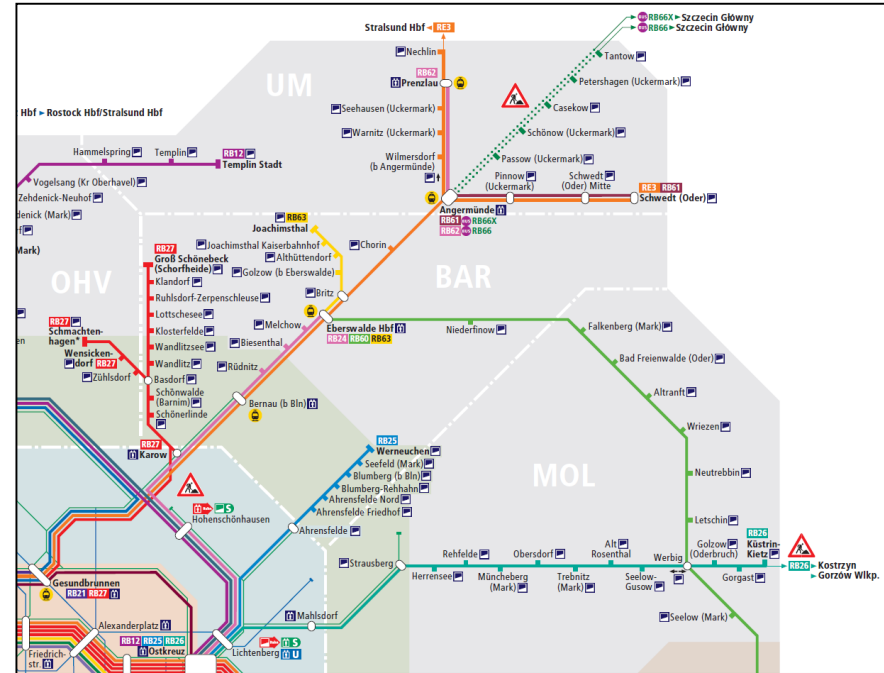 RB66X ▸ Szczecin Główny
RB66 ▸ Szczecin Główny
Stralsund Hbf ◂ RE3
Nechlin
Tantow
UM
RB62
Prenzlau
Petershagen (Uckermark)
Hbf ▸ Rostock Hbf/Stralsund Hbf
Seehausen (Uckermark)
Casekow
Warnitz (Uckermark)
Schönow (Uckermark)
Hammelspring
Templin
RB12
Templin Stadt
Wilmersdorf
(b Angermünde)
Passow (Uckermark)
Pinnow
(Uckermark)
Schwedt
(Oder) Mitte
RE3 RB61
Schwedt (Oder)
Vogelsang (Kr Oberhavel)
Zehdenick-Neuhof
denick (Mark)
rf
Mark)
Angermünde
RB61 BUS RB66X
RB62 BUS RB66
RB63
Joachimsthal
Joachimsthal Kaiserbahnhof
Althüttendorf
Golzow (b Eberswalde)
Chorin
BAR
OHV
RB27
Groß Schönebeck
(Schorfheide)
Klandorf
Ruhlsdorf-Zerpenschleuse
Lottschesee
Klosterfelde
Wandlitzsee
Wandlitz
Basdorf
Schönwalde
(Barnim)
Schönerlinde
Britz
Eberswalde Hbf
RB24 RB60 RB63
Niederfinow
Falkenberg (Mark)
Bad Freienwalde (Oder)
Altranft
Wriezen
Neutrebbin
Letschin
RB27
Schmachten-
hagen*
en
Wensicken-
dorf RB27
Zühlsdorf
Melchow
Biesenthal
Rüdnitz
Bernau (b Bln)
RB27
Karow
RB25
Werneuchen
Seefeld (Mark)
Blumberg (b Bln)
Blumberg-Rehhahn
Ahrensfelde Nord
Ahrensfelde Friedhof
Ahrensfelde
MOL
S
Hohenschönhausen
Strausberg
Herrensee
Rehfelde
Müncheberg
(Mark)
Obersdorf
Trebnitz
(Mark)
Alt
Rosenthal
Seelow-
Gusow
Werbig
Golzow
(Oderbruch)
Gorgast
RB26
Küstrin-
Kietz
RB26 ▸ Kostrzyn
▸ Gorzów Wlkp.
Seelow (Mark)
Gesundbrunnen
RB21 RB27
Alexanderplatz
Mahlsdorf
RB12 RB25 RB26
Ostkreuz
Lichtenberg
S
U
Friedrich-
str.